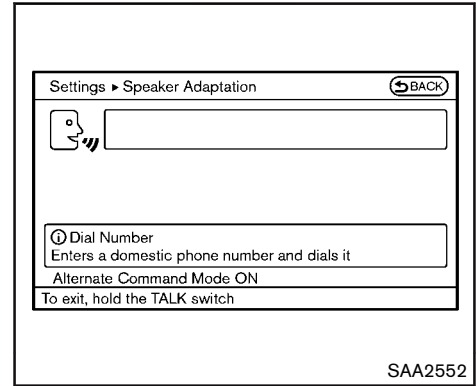 Settings ▸ Speaker Adaptation
BACK
Dial Number
Enters a domestic phone number and dials it
Alternate Command Mode ON
To exit, hold the TALK switch
SAA2552